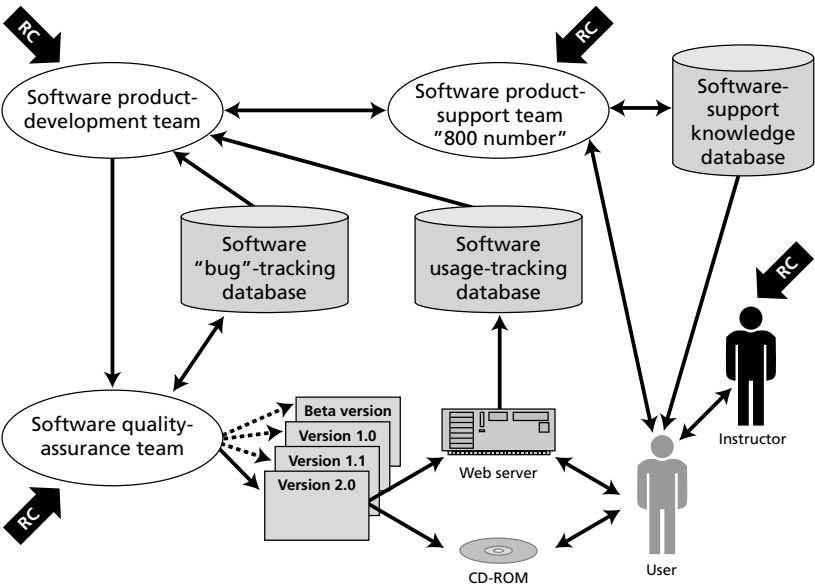 RC
RC
Software product-
development team
Software product-
support team
"800 number"
Software-
support
knowledge
database
Software
"bug"-tracking
database
Software
usage-tracking
database
RC
Instructor
Software quality-
assurance team
Beta version
Version 1.0
Version 1.1
Version 2.0
Web server
RC
CD-ROM
User